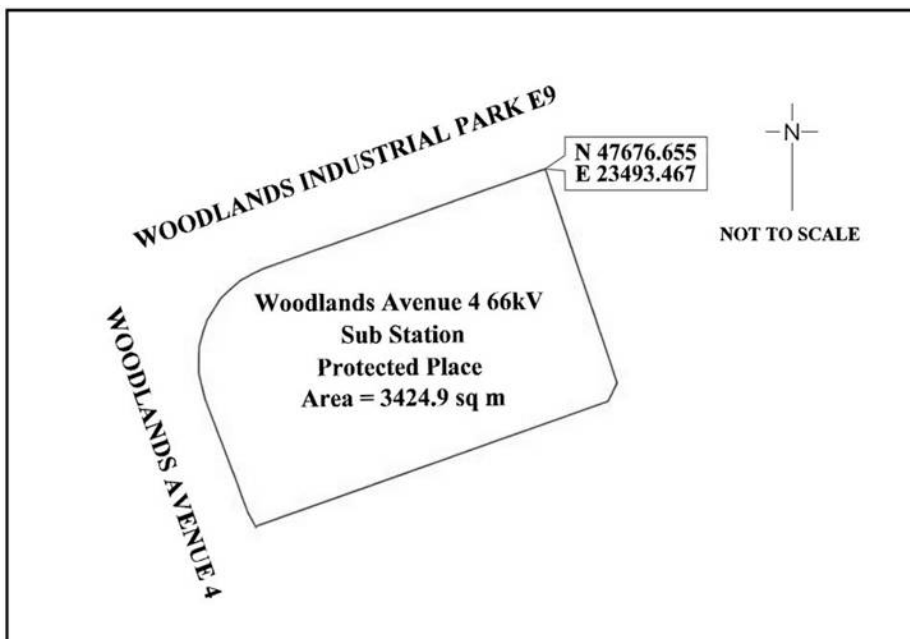 WOODLANDS INDUSTRIAL PARK E9
N 47676.655
E 23493.467
N
NOT TO SCALE
Woodlands Avenue 4 66kV
Sub Station
Protected Place
Area = 3424.9 sq m
WOODLANDS AVENUE 4